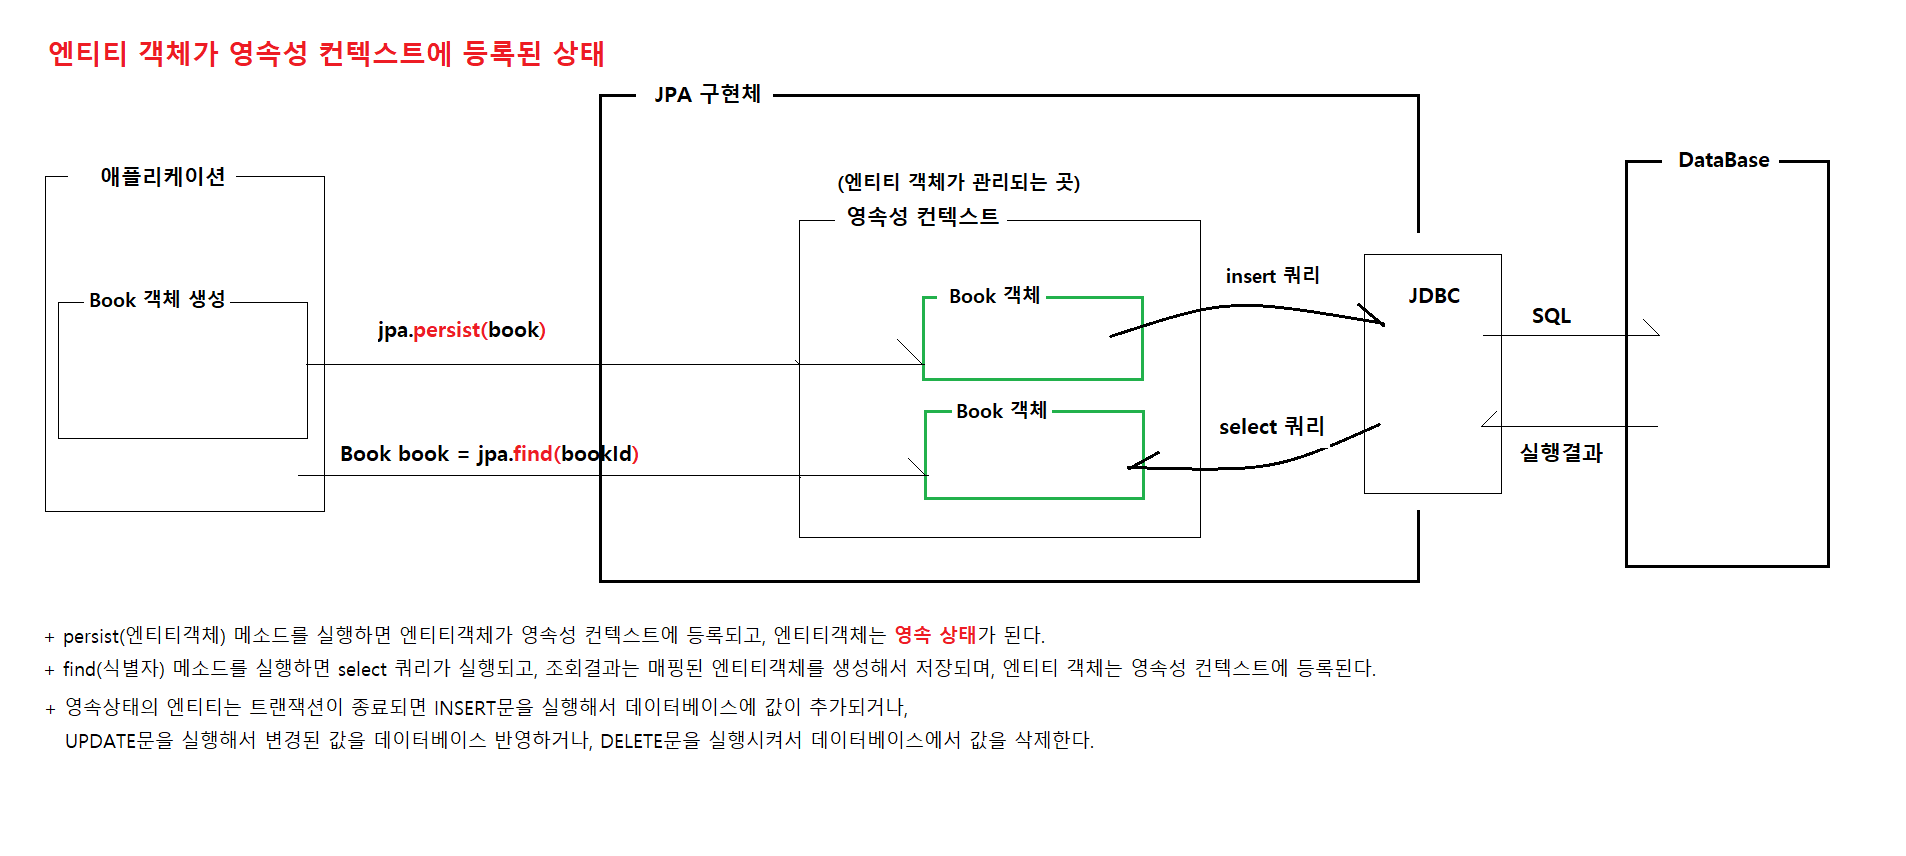 엔티티 객체가 영속성 컨텍스트에 등록된 상태
JPA 구현체
DataBase
애플리케이션
(엔티티 객체가 관리되는 곳)
영속성 컨텍스트
insert 쿼리
Book 객체 생성
Book 객체
JDBC
SQL
jpa.persist(book)
Book 객체
select 쿼리
Book book = jpa.find(bookId)
실행결과
+ persist(엔티티객체) 메소드를 실행하면 엔티티객체가 영속성 컨텍스트에 등록되고, 엔티티객체는 영속 상태가 된다.
+ find(식별자) 메소드를 실행하면 select 쿼리가 실행되고, 조회결과는 매핑된 엔티티객체를 생성해서 저장되며, 엔티티 객체는 영속성 컨텍스트에 등록된다.
+ 영속상태의 엔티티는 트랜잭션이 종료되면 INSERT문을 실행해서 데이터베이스에 값이 추가되거나,
UPDATE문을 실행해서 변경된 값을 데이터베이스 반영하거나, DELETE문을 실행시켜서 데이터베이스에서 값을 삭제한다.